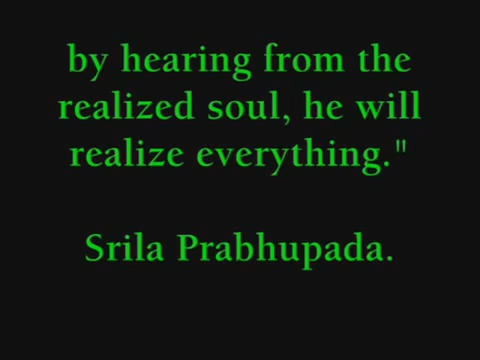 by hearing from the
realized soul, he will
realize everything."
Srila Prabhupada.